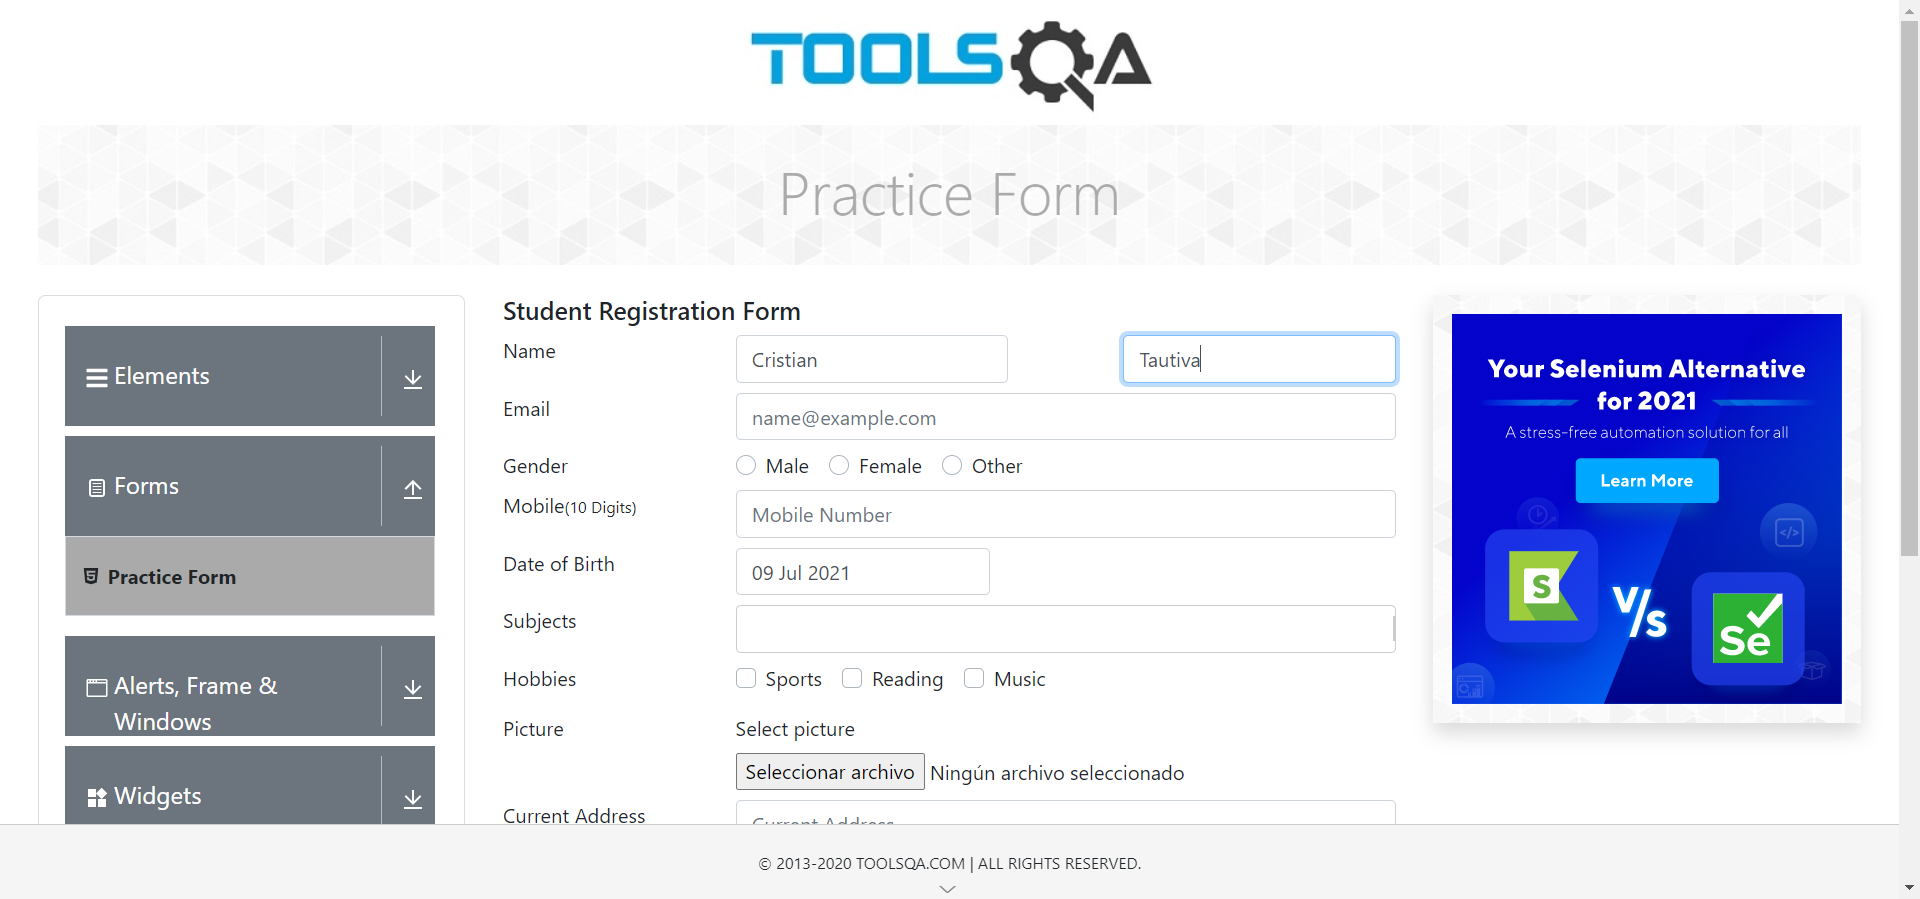 TOOLSQA
Practice Form
Elements
Forms
Practice Form
Alerts, Frame &
Windows
Widgets
Student Registration Form
Name
Cristian
Tautiva
Email
name@example.com
Gender
Male
Female
Other
Mobile(10 Digits)
Mobile Number
Date of Birth
09 Jul 2021
Subjects
Hobbies
Sports
Reading
Music
Picture
Select picture
Seleccionar archivo
Ningún archivo seleccionado
Current Address
Current Address
Your Selenium Alternative
for 2021
A stress-free automation solution for all
Learn More
S
V/s
Se
© 2013-2020 TOOLSQA.COM | ALL RIGHTS RESERVED.